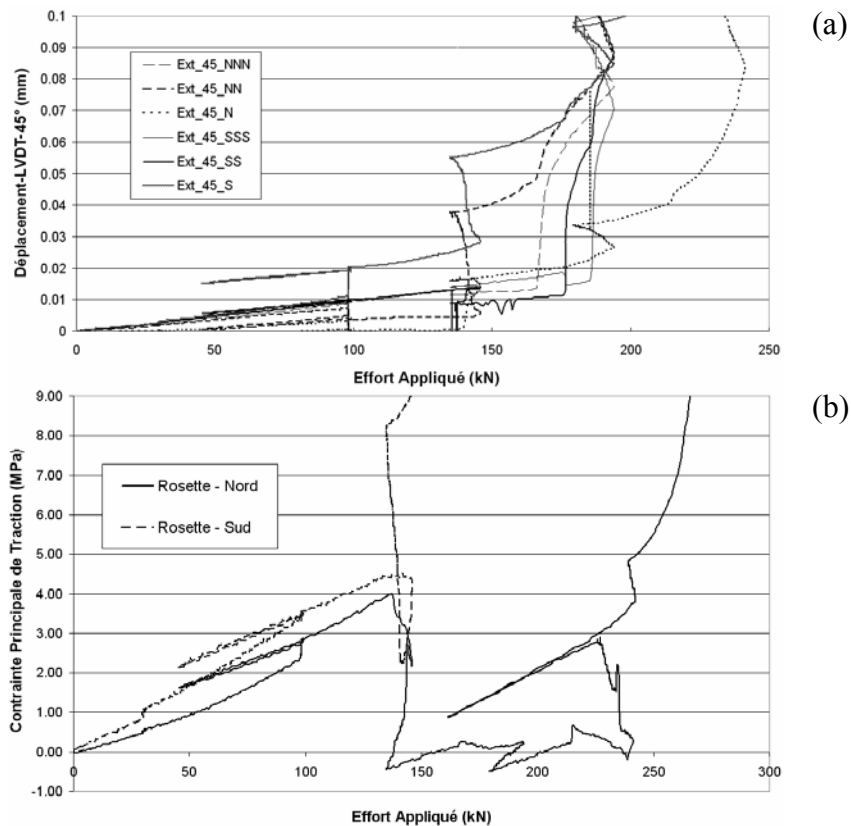 (a)
0.1
0.09
0.08
0.07
0.06
0.05
0.04
0.03
0.02
0.01
0
Déplacement-LVDT-45° (mm)
Ext_45_NNN
Ext_45_NN
Ext_45_N
Ext_45_SSS
Ext_45_SS
Ext_45_S
0 50 100 150 200 250
Effort Appliqué (kN)
(b)
9.00
8.00
7.00
6.00
5.00
4.00
3.00
2.00
1.00
0.00
-1.00
Contrainte Principale de Traction (MPa)
Rosette - Nord
Rosette - Sud
0 50 100 150 200 250 300
Effort Appliqué (kN)